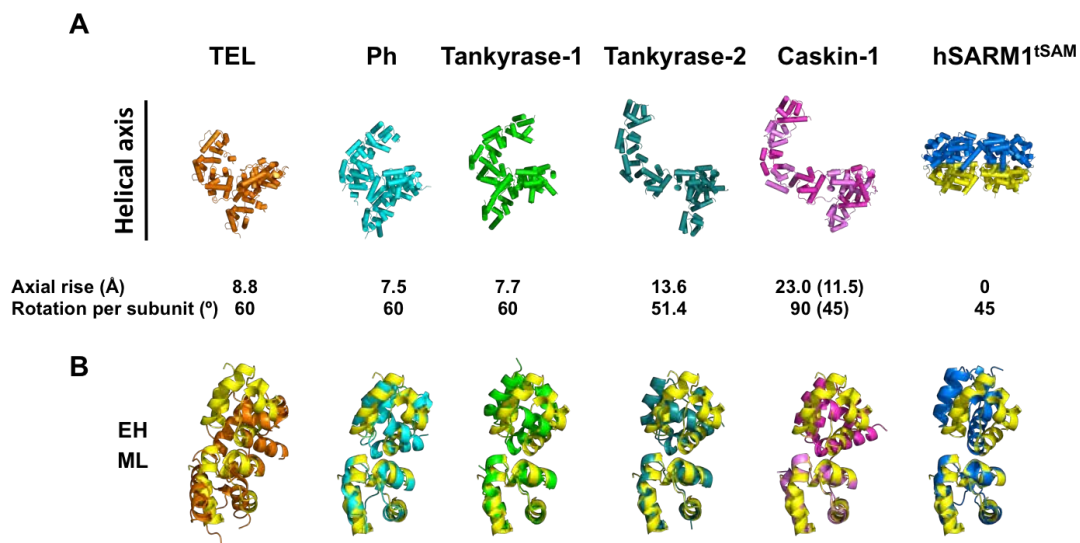 A
TEL Ph Tankyrase-1 Tankyrase-2 Caskin-1 hSARM1tSAM
Helical axis
Axial rise (Å) 8.8 7.5 7.7 13.6 23.0 (11.5) 0
Rotation per subunit (º) 60 60 60 51.4 90 (45) 45
B
EH
ML